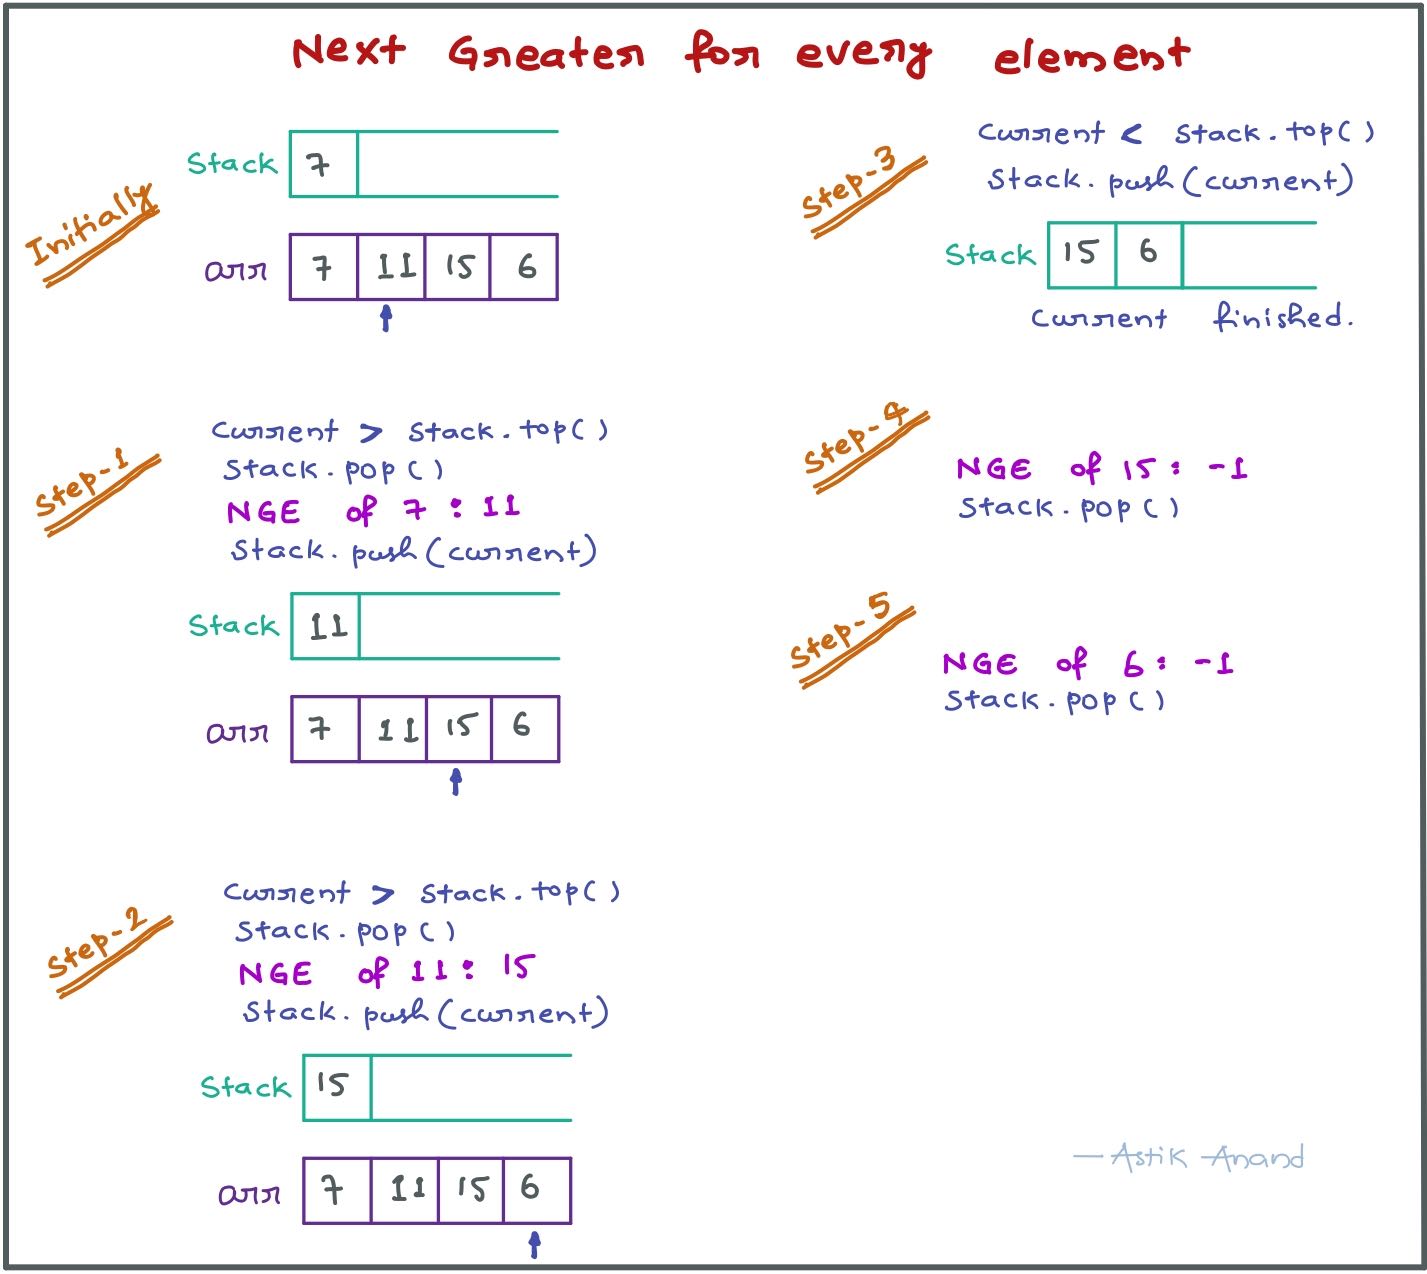 Next Greater for every element
Initially
Stack 7
arr 7 11 15 6
Step-1
Current > Stack.top()
Stack.pop()
NGE of 7 : 11
Stack.push(current)
Stack 11
arr 7 11 15 6
Step-2
Current > Stack.top()
Stack.pop()
NGE of 11 : 15
Stack.push(current)
Stack 15
arr 7 11 15 6
Step-3
Current < Stack.top()
Stack.push(current)
Stack 15 6
Current finished.
Step-4
NGE of 15 : -1
Stack.pop()
Step-5
NGE of 6 : -1
Stack.pop()
— Astik Anand